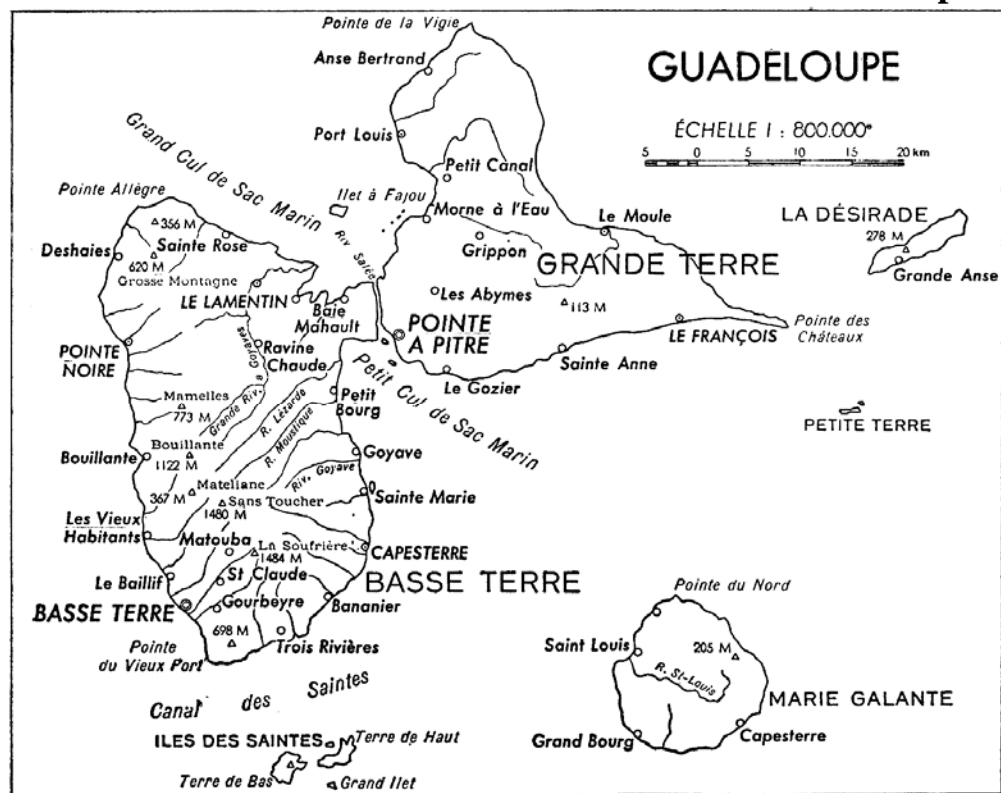 Pointe de la Vigie
Anse Bertrand
GUADELOUPE
ÉCHELLE 1 : 800.000ᵉ
5 0 5 10 15 20 km
Port Louis
Grand Cul de Sac Marin
Petit Canal
Pointe Allègre
Ilet à Fajou
356 M
Sainte Rose
Morne à l'Eau
Le Moule
LA DÉSIRADE
278 M
Grande Anse
Riv Salée
Grippon
Deshaies
620 M
Grosse Montagne
GRANDE TERRE
LE LAMENTIN
Les Abymes
113 M
Baie
Mahault
POINTE
A PITRE
LE FRANÇOIS
Pointe des
Châteaux
POINTE
NOIRE
Ravine
Chaude
Sainte Anne
Le Gozier
Grande Riv. a Goyaves
Petit Cul de Sac Marin
Mamelles
773 M
R. Lézarde
R. Moustique
Petit
Bourg
PETITE TERRE
Bouillante
Bouillante
1122 M
Goyave
Riv. Goyave
Mateliane
367 M
Sans Toucher
1480 M
Sainte Marie
Les Vieux
Habitants
Matouba
La Soufrière
1484 M
CAPESTERRE
Le Baillif
St Claude
BASSE TERRE
BASSE TERRE
Gourbeyre
Bananier
698 M
Trois Rivières
Pointe
du Vieux Port
Pointe du Nord
Saint Louis
205 M
R. St-Louis
MARIE GALANTE
Grand Bourg
Capesterre
Canal des Saintes
ILES DES SAINTES
Terre de Haut
Terre de Bas
Grand Ilet